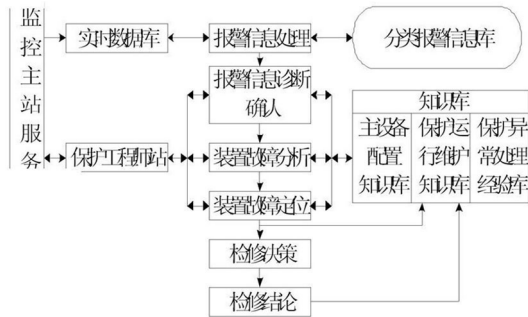 监控主站服务
实时数据库
报警信息处理
分类报警信息库
报警信息诊断
确认
知识库
主设备
配置
知识库
保护运
行维护
知识库
保护异
常处理
经验库
保护工程师站
装置故障分析
装置故障定位
检修决策
检修结论